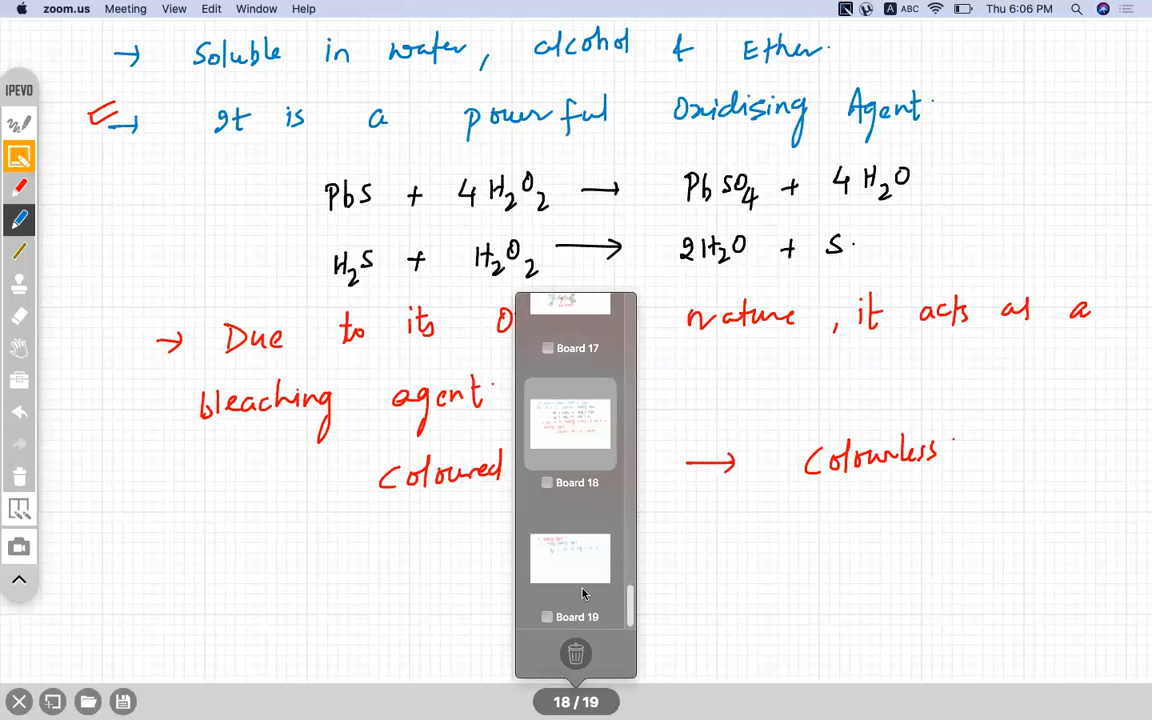 zoom.us Meeting View Edit Window Help ABC Thu 6:06 PM
→ Soluble in water, alcohol & Ether.
IPEVO
→ It is a powerful Oxidising Agent.
PbS + 4H₂O₂ → PbSO₄ + 4H₂O
H₂S + H₂O₂ → 2H₂O + S.
→ Due to its O nature, it acts as a
Board 17
bleaching agent.
Coloured → Colourless.
Board 18
Board 19
18 / 19